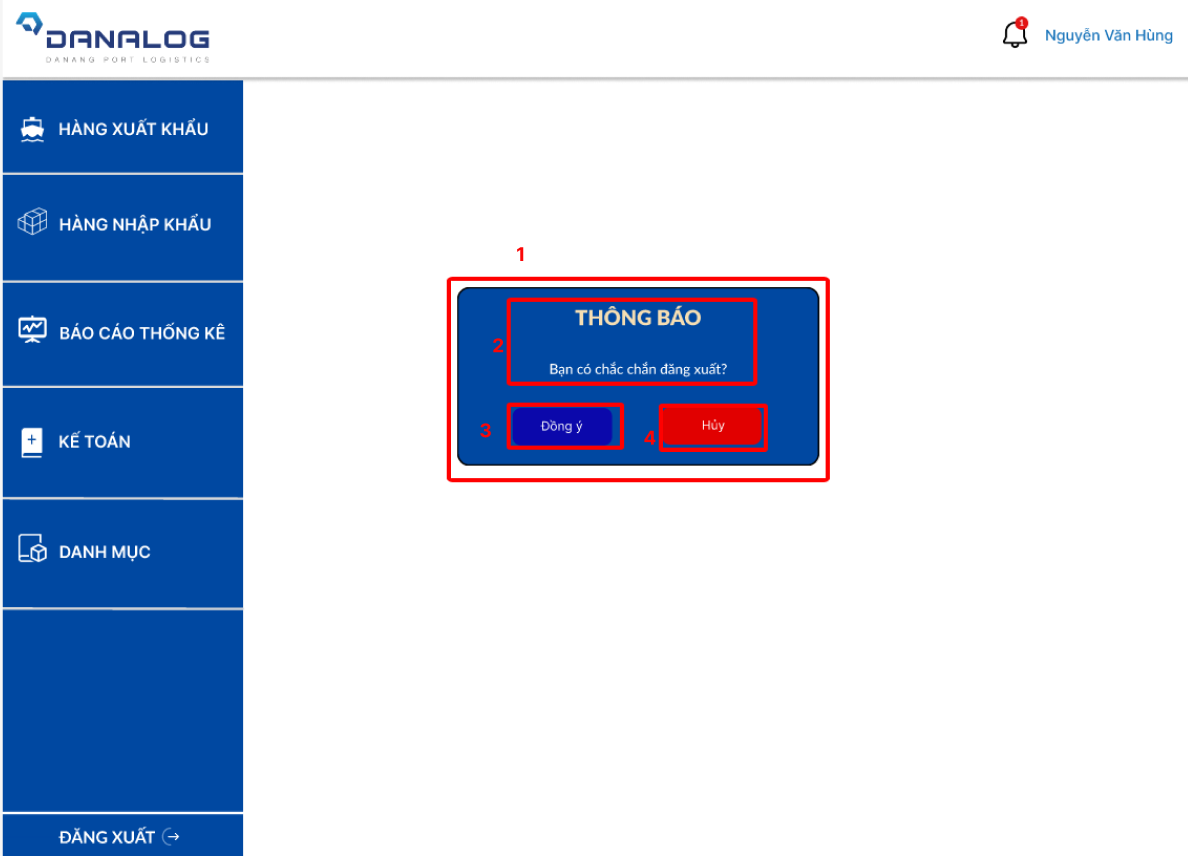 DANALOG
DANANG PORT LOGISTICS
1
Nguyễn Văn Hùng
HÀNG XUẤT KHẨU
HÀNG NHẬP KHẨU
BÁO CÁO THỐNG KÊ
KẾ TOÁN
DANH MỤC
ĐĂNG XUẤT
1
THÔNG BÁO
2
Bạn có chắc chắn đăng xuất?
3 Đồng ý 4 Hủy